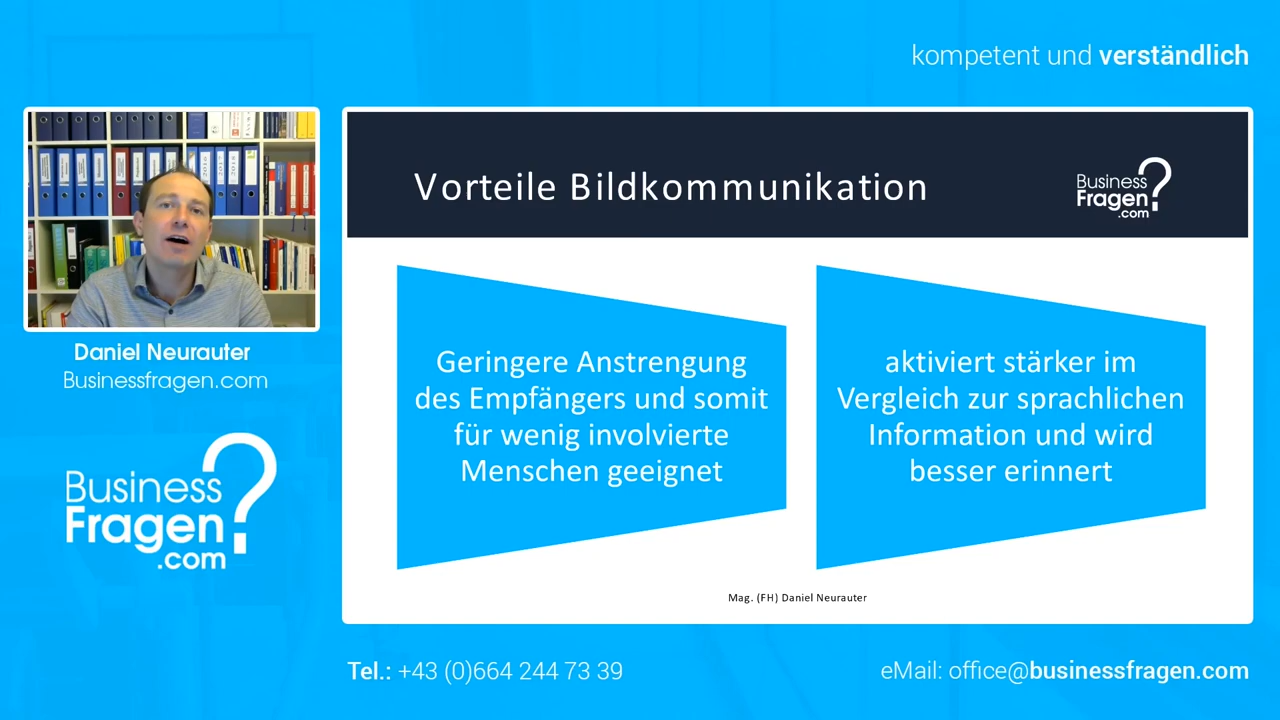 kompetent und verständlich
Vorteile Bildkommunikation
Business
Fragen
.com
Daniel Neurauter
Businessfragen.com
Business
Fragen?
.com
Geringere Anstrengung
des Empfängers und somit
für wenig involvierte
Menschen geeignet
aktiviert stärker im
Vergleich zur sprachlichen
Information und wird
besser erinnert
Mag. (FH) Daniel Neurauter
Tel.: +43 (0)664 244 73 39
eMail: office@businessfragen.com